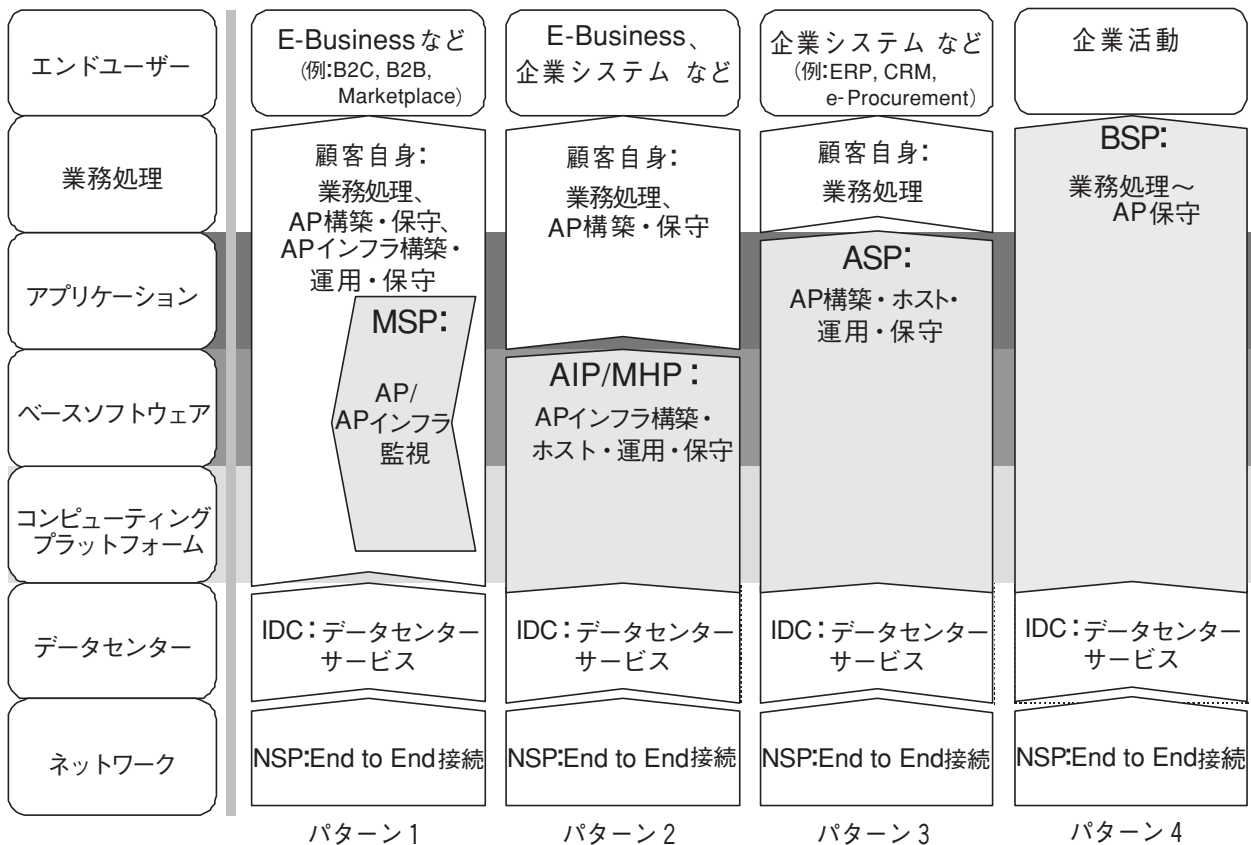 エンドユーザー
業務処理
アプリケーション
ベースソフトウェア
コンピューティング
プラットフォーム
データセンター
ネットワーク
E-Businessなど
(例:B2C, B2B,
Marketplace)
顧客自身:
業務処理、
AP構築・保守、
APインフラ構築・
運用・保守
MSP:
AP/
APインフラ
監視
IDC:データセンター
サービス
NSP:End to End接続
パターン1
E-Business、
企業システム など
顧客自身:
業務処理、
AP構築・保守
AIP/MHP:
APインフラ構築・
ホスト・運用・保守
IDC:データセンター
サービス
NSP:End to End接続
パターン2
企業システム など
(例:ERP, CRM,
e-Procurement)
顧客自身:
業務処理
ASP:
AP構築・ホスト・
運用・保守
IDC:データセンター
サービス
NSP:End to End接続
パターン3
企業活動
BSP:
業務処理～
AP保守
IDC:データセンター
サービス
NSP:End to End接続
パターン4